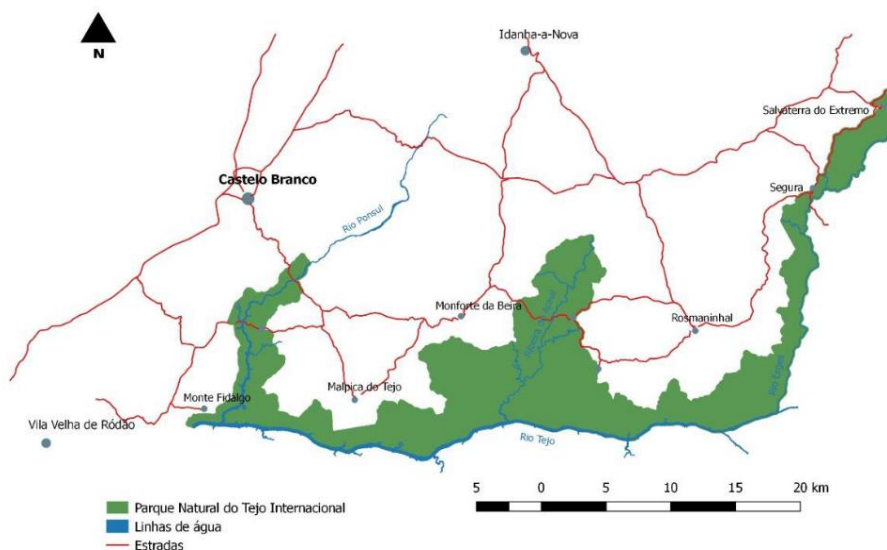 N
Idanha-a-Nova
Salvaterra do Extremo
Castelo Branco
Segura
Rio Ponsul
Monforte da Beira
Rosmaninhal
Rio Erges
Malpica do Tejo
Monte Fidalgo
Vila Velha de Ródão
Rio Tejo
Parque Natural do Tejo Internacional
Linhas de água
Estradas
5 0 5 10 15 20 km